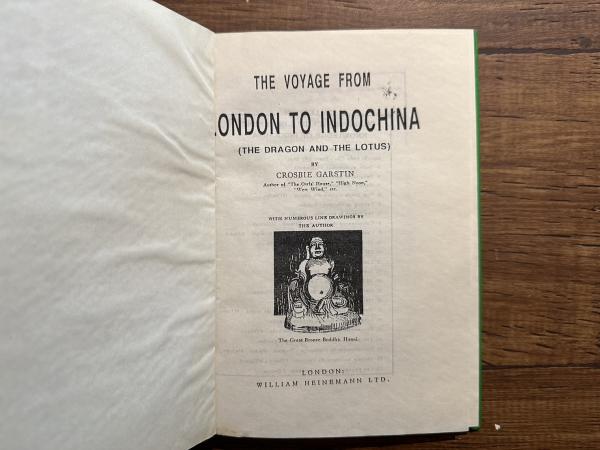 THE VOYAGE FROM
LONDON TO INDOCHINA
(THE DRAGON AND THE LOTUS)
BY
CROSBIE GARSTIN
Author of "The Owls' House," "High Noon,"
"West Wind," etc.
WITH NUMEROUS LINE DRAWINGS BY
THE AUTHOR
The Great Bronze Buddha, Hanoi.
LONDON:
WILLIAM HEINEMANN LTD.